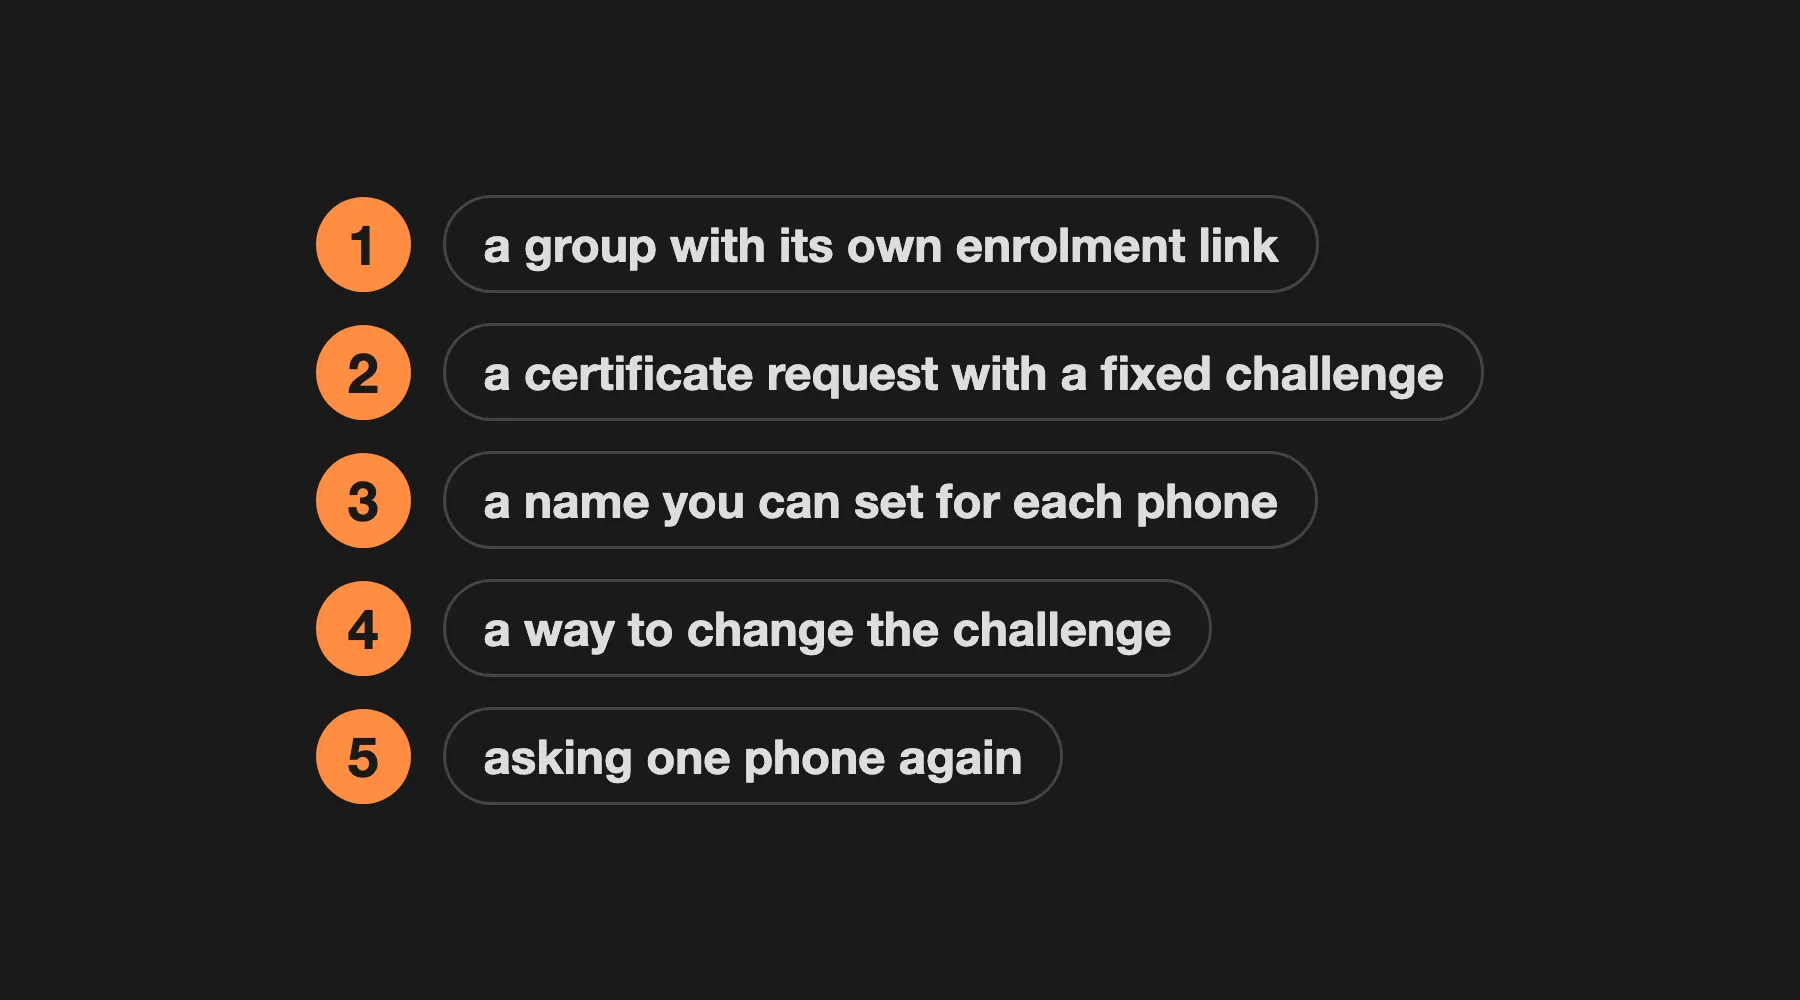 1 a group with its own enrolment link
2 a certificate request with a fixed challenge
3 a name you can set for each phone
4 a way to change the challenge
5 asking one phone again